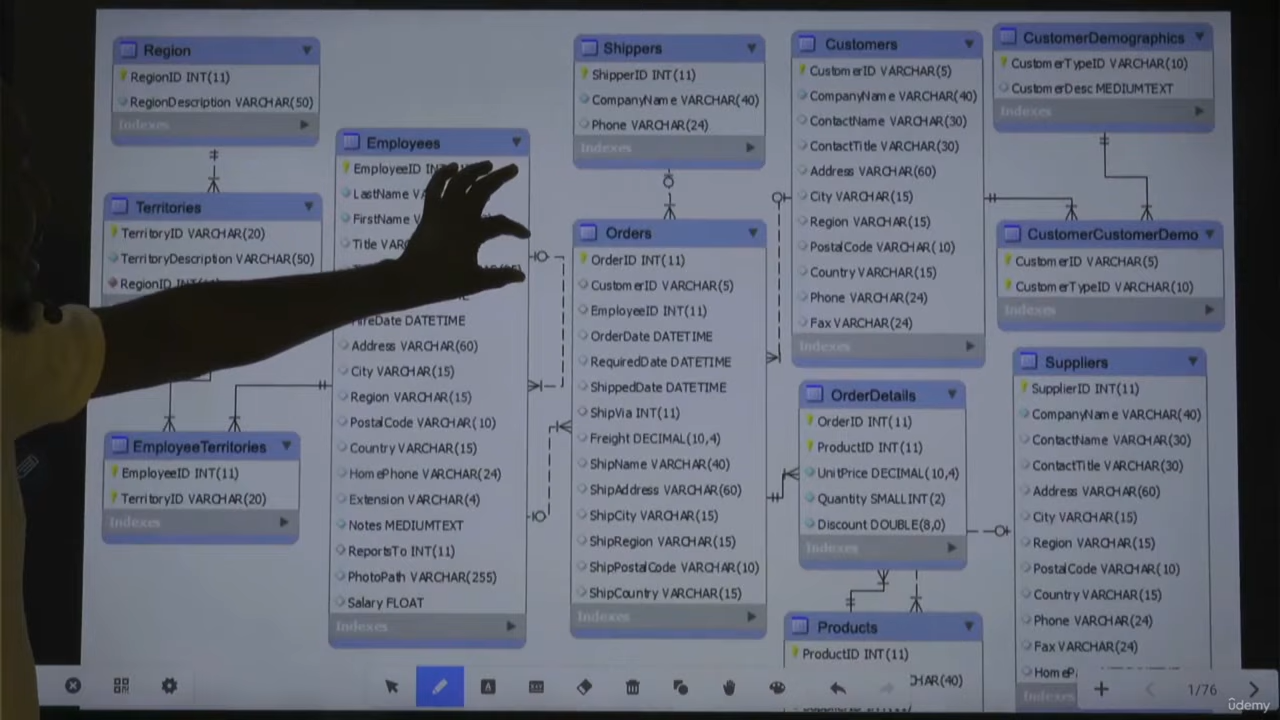 Region
RegionID INT(11)
RegionDescription VARCHAR(50)
Indexes
Territories
TerritoryID VARCHAR(20)
TerritoryDescription VARCHAR(50)
RegionID
EmployeeTerritories
EmployeeID INT(11)
TerritoryID VARCHAR(20)
Indexes
Employees
EmployeeID
LastName
FirstName
Title
HireDate DATETIME
Address VARCHAR(60)
City VARCHAR(15)
Region VARCHAR(15)
PostalCode VARCHAR(10)
Country VARCHAR(15)
HomePhone VARCHAR(24)
Extension VARCHAR(4)
Notes MEDIUMTEXT
ReportsTo INT(11)
PhotoPath VARCHAR(255)
Salary FLOAT
Indexes
Shippers
ShipperID INT(11)
CompanyName VARCHAR(40)
Phone VARCHAR(24)
Indexes
Orders
OrderID INT(11)
CustomerID VARCHAR(5)
EmployeeID INT(11)
OrderDate DATETIME
RequiredDate DATETIME
ShippedDate DATETIME
ShipVia INT(11)
Freight DECIMAL(10,4)
ShipName VARCHAR(40)
ShipAddress VARCHAR(60)
ShipCity VARCHAR(15)
ShipRegion VARCHAR(15)
ShipPostalCode VARCHAR(10)
ShipCountry VARCHAR(15)
Indexes
Customers
CustomerID VARCHAR(5)
CompanyName VARCHAR(40)
ContactName VARCHAR(30)
ContactTitle VARCHAR(30)
Address VARCHAR(60)
City VARCHAR(15)
Region VARCHAR(15)
PostalCode VARCHAR(10)
Country VARCHAR(15)
Phone VARCHAR(24)
Fax VARCHAR(24)
Indexes
OrderDetails
OrderID INT(11)
ProductID INT(11)
UnitPrice DECIMAL(10,4)
Quantity SMALLINT(2)
Discount DOUBLE(8,0)
Indexes
Products
ProductID INT(11)
CustomerDemographics
CustomerTypeID VARCHAR(10)
CustomerDesc MEDIUMTEXT
Indexes
CustomerCustomerDemo
CustomerID VARCHAR(5)
CustomerTypeID VARCHAR(10)
Indexes
Suppliers
SupplierID INT(11)
CompanyName VARCHAR(40)
ContactName VARCHAR(30)
ContactTitle VARCHAR(30)
Address VARCHAR(60)
City VARCHAR(15)
Region VARCHAR(15)
PostalCode VARCHAR(10)
Country VARCHAR(15)
Phone VARCHAR(24)
Fax VARCHAR(24)
Indexes
1/76
udemy